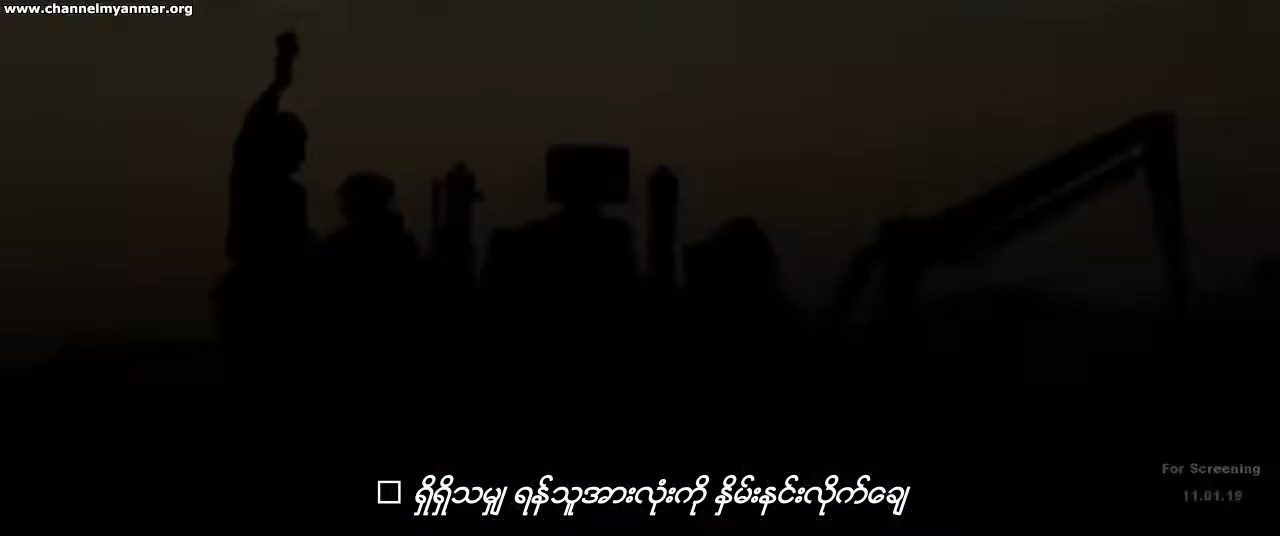 www.channelmyanmar.org
For Screening
11.01.19
□ ရှိရှိသမျှ ရန်သူအားလုံးကို နှိမ်းနင်းလိုက်ချေ